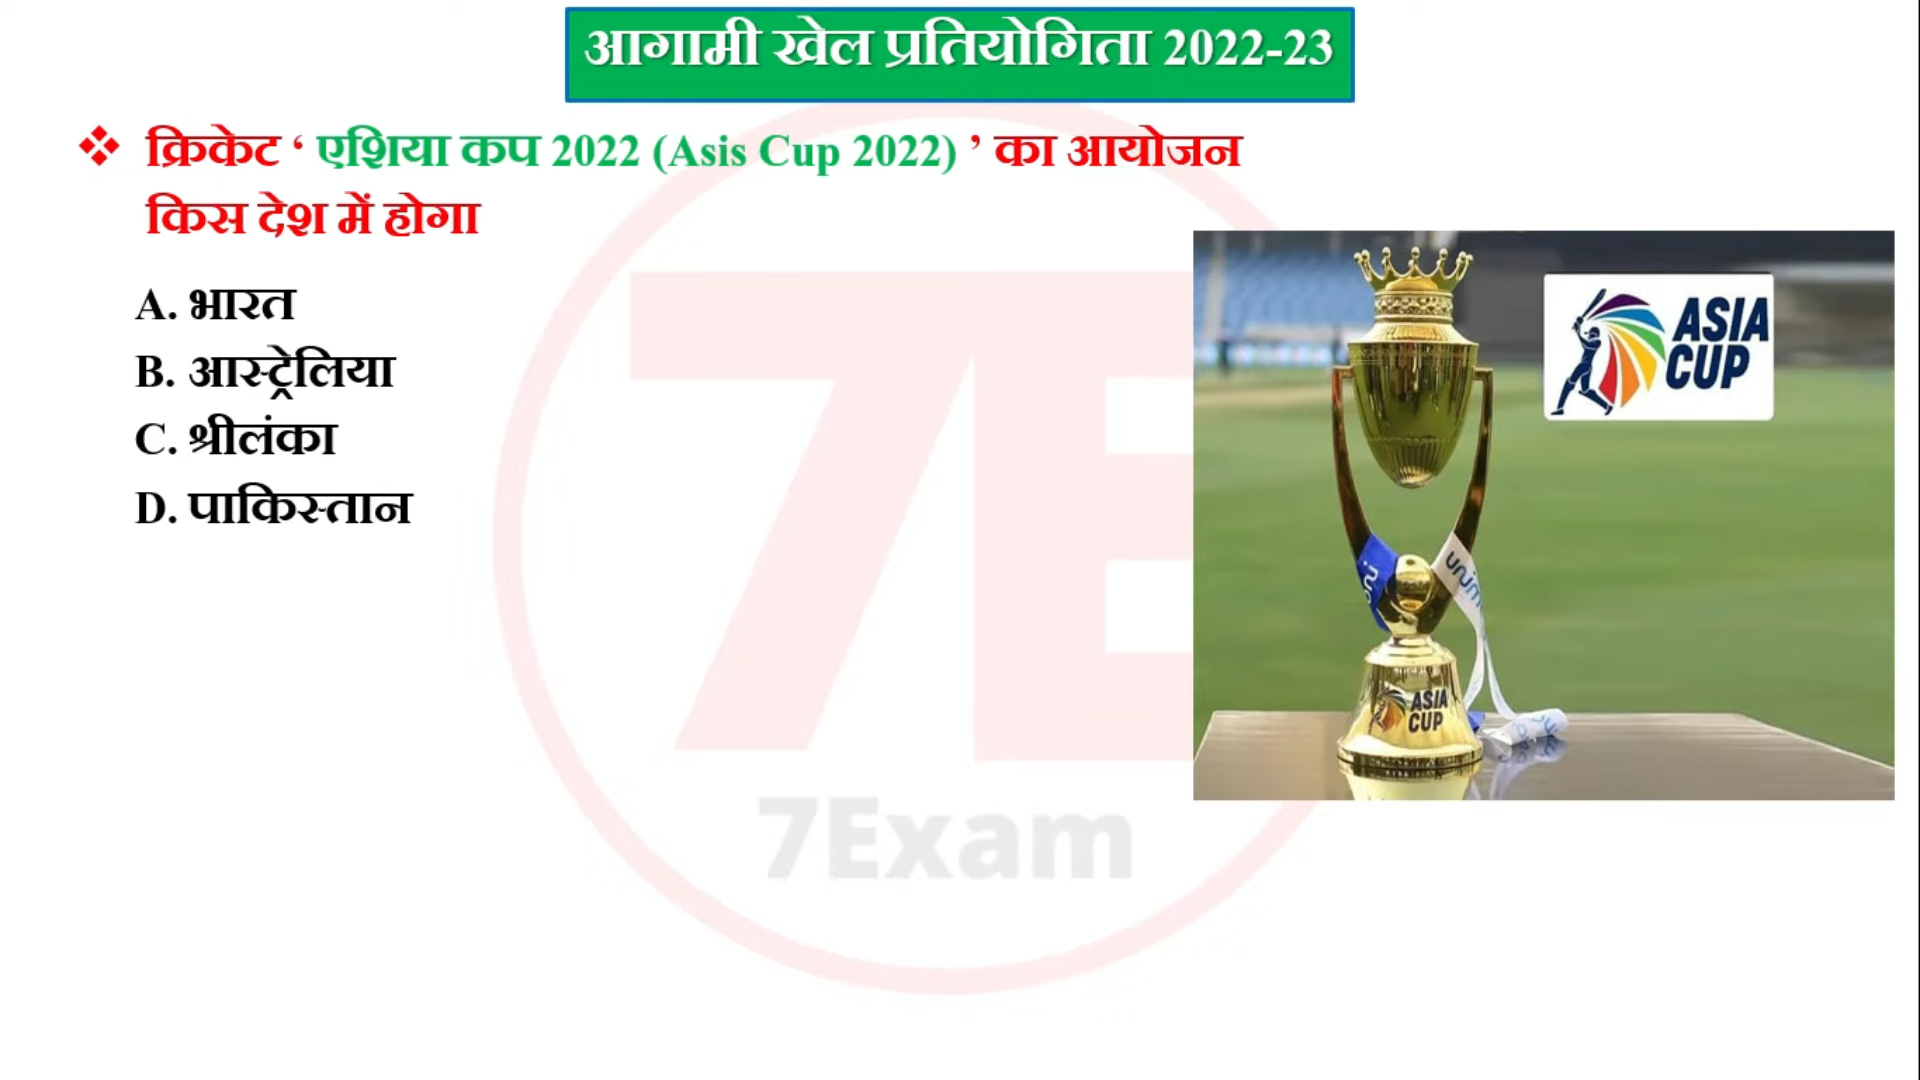 आगामी खेल प्रतियोगिता 2022-23
❖ क्रिकेट ‘ एशिया कप 2022 (Asis Cup 2022) ’ का आयोजन
किस देश में होगा
A. भारत
B. आस्ट्रेलिया
C. श्रीलंका
D. पाकिस्तान
ASIA
CUP
ASIA
CUP
7E
7Exam